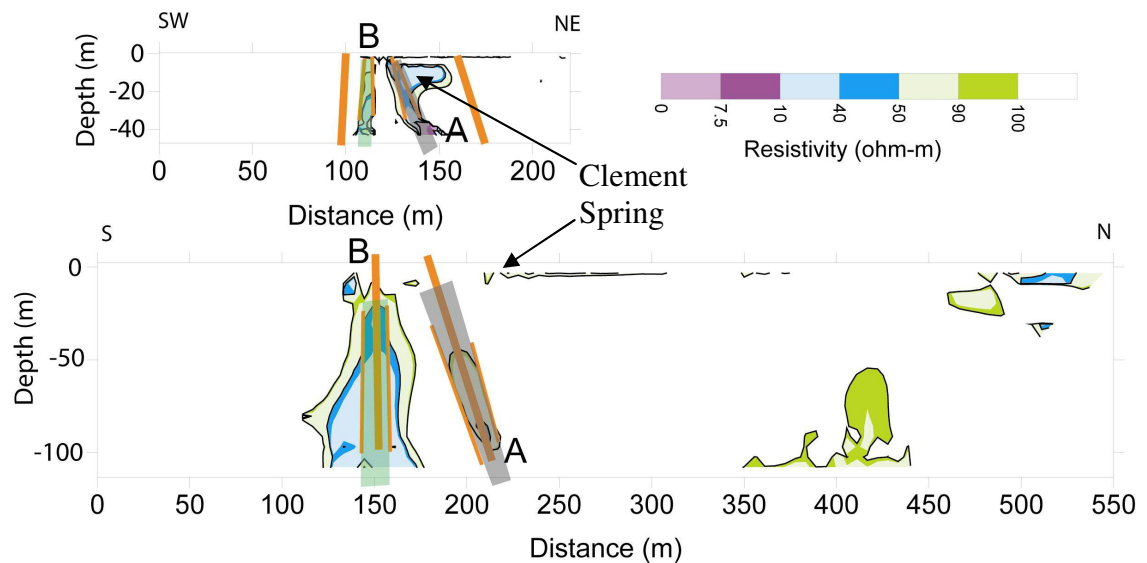 SW B NE
Depth (m)
0
-20
-40
A
0 50 100 150 200
Distance (m)
0 7.5 10 40 50 90 100
Resistivity (ohm-m)
Clement
Spring
S B N
Depth (m)
0
-50
-100
A
0 50 100 150 200 250 300 350 400 450 500 550
Distance (m)